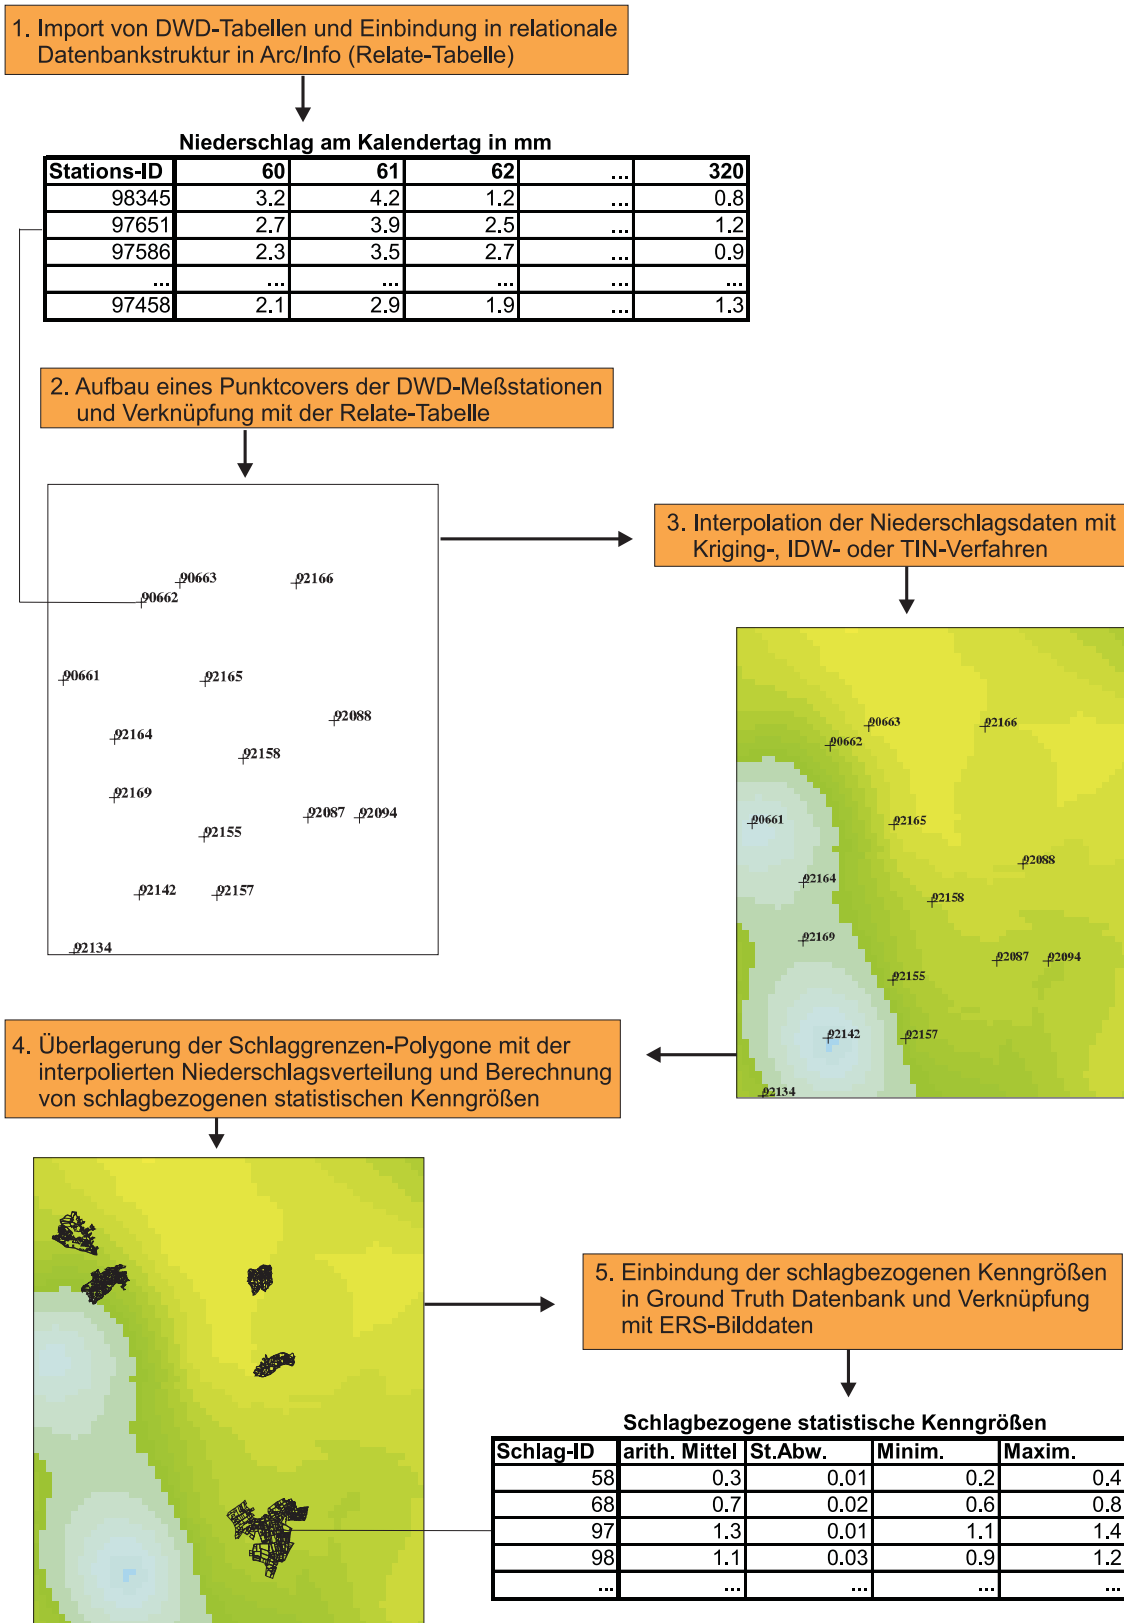 1. Import von DWD-Tabellen und Einbindung in relationale
Datenbankstruktur in Arc/Info (Relate-Tabelle)
Niederschlag am Kalendertag in mm
Stations-ID 60 61 62 ... 320
98345 3.2 4.2 1.2 ... 0.8
97651 2.7 3.9 2.5 ... 1.2
97586 2.3 3.5 2.7 ... 0.9
... ... ... ... ... ...
97458 2.1 2.9 1.9 ... 1.3
2. Aufbau eines Punktcovers der DWD-Meßstationen
und Verknüpfung mit der Relate-Tabelle
90663 92166
90662
90661 92165
92088
92164
92158
92169
92087 92094
92155
92142 92157
92134
3. Interpolation der Niederschlagsdaten mit
Kriging-, IDW- oder TIN-Verfahren
90663 92166
90662
90661 92165
92088
92164
92158
92169
92087 92094
92155
92142 92157
92134
4. Überlagerung der Schlaggrenzen-Polygone mit der
interpolierten Niederschlagsverteilung und Berechnung
von schlagbezogenen statistischen Kenngrößen
5. Einbindung der schlagbezogenen Kenngrößen
in Ground Truth Datenbank und Verknüpfung
mit ERS-Bilddaten
Schlagbezogene statistische Kenngrößen
Schlag-ID arith. Mittel St.Abw. Minim. Maxim.
58 0.3 0.01 0.2 0.4
68 0.7 0.02 0.6 0.8
97 1.3 0.01 1.1 1.4
98 1.1 0.03 0.9 1.2
... ... ... ... ...